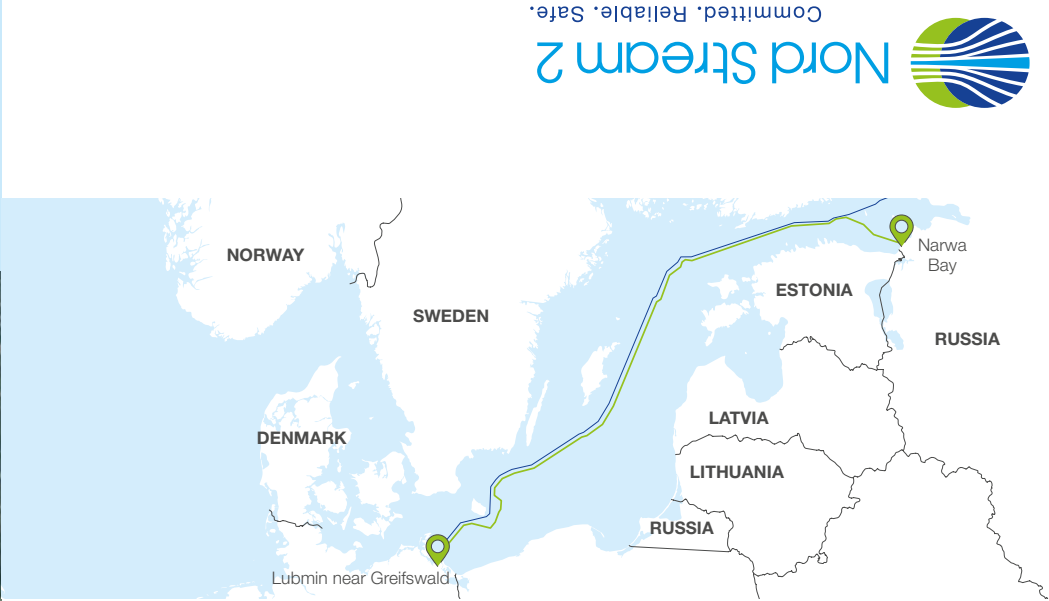 Nord Stream 2
Committed. Reliable. Safe.
NORWAY
SWEDEN
Narwa
Bay
ESTONIA
RUSSIA
DENMARK
LATVIA
LITHUANIA
RUSSIA
Lubmin near Greifswald